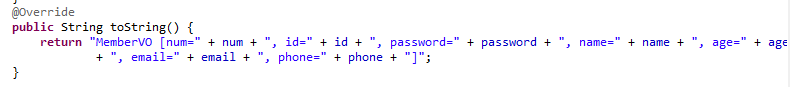 @Override
public String toString() {
return "MemberVO [num=" + num + ", id=" + id + ", password=" + password + ", name=" + name + ", age=" + age
+ ", email=" + email + ", phone=" + phone + "]";
}